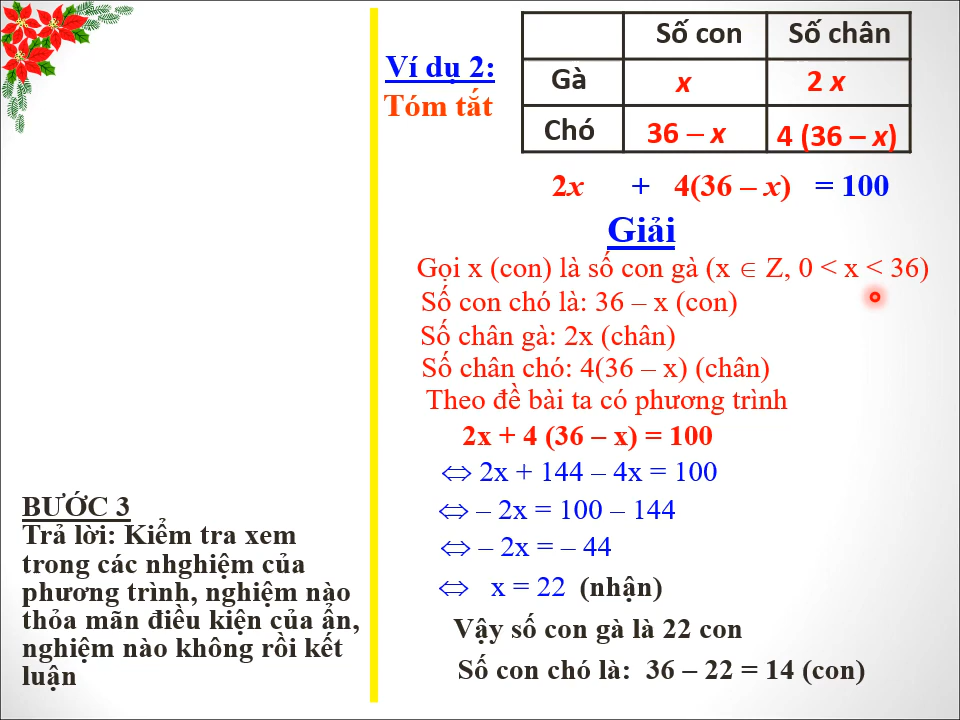 Số con Số chân
Ví dụ 2:
Gà x 2 x
Tóm tắt
Chó 36 – x 4 (36 – x)
2x + 4(36 – x) = 100
Giải
Gọi x (con) là số con gà (x ∈ Z, 0 < x < 36)
Số con chó là: 36 – x (con)
Số chân gà: 2x (chân)
Số chân chó: 4(36 – x) (chân)
Theo đề bài ta có phương trình
2x + 4 (36 – x) = 100
⇔ 2x + 144 – 4x = 100
⇔ – 2x = 100 – 144
⇔ – 2x = – 44
⇔ x = 22 (nhận)
Vậy số con gà là 22 con
Số con chó là: 36 – 22 = 14 (con)
BƯỚC 3
Trả lời: Kiểm tra xem
trong các nhghiệm của
phương trình, nghiệm nào
thỏa mãn điều kiện của ẩn,
nghiệm nào không rồi kết
luận